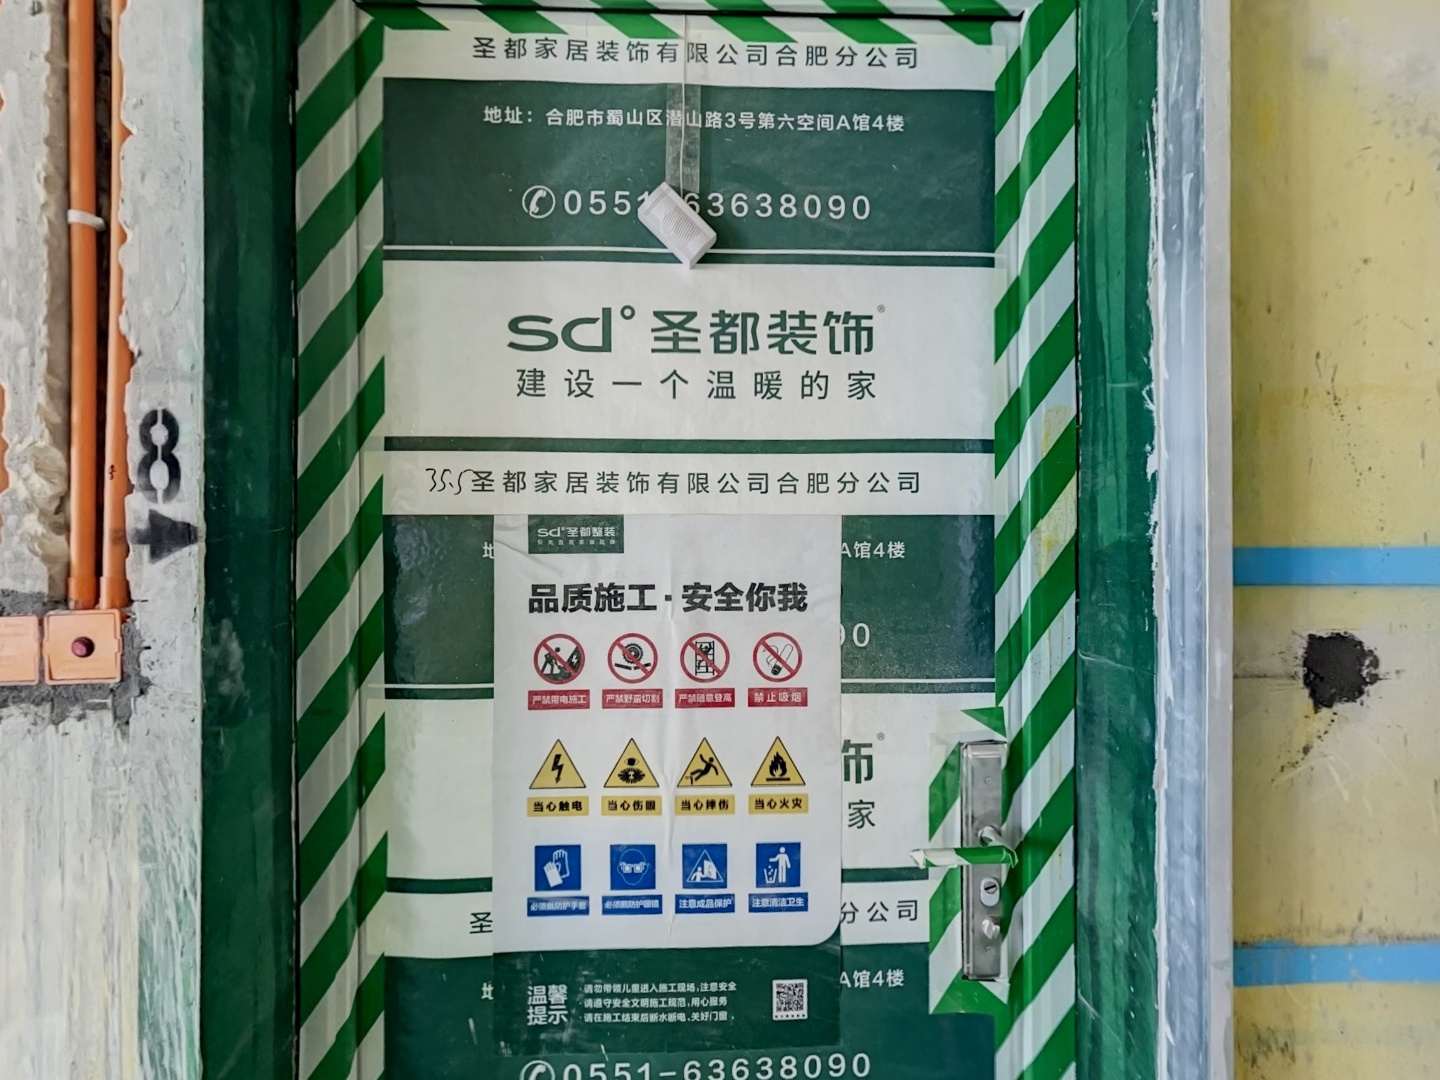 圣都家居装饰有限公司合肥分公司
地址：合肥市蜀山区潜山路3号第六空间A馆4楼
0551-63638090
sd°圣都装饰®
建设一个温暖的家
35.5
圣都家居装饰有限公司合肥分公司
8
地
A馆4楼
sd°圣都整装
品质施工·安全你我
90
严禁带电施工 严禁野蛮切割 严禁随意登高 禁止吸烟
饰®
家
当心触电 当心伤眼 当心摔伤 当心火灾
必须戴防护手套 必须戴防护眼镜 注意成品保护 注意清洁卫生
圣
分公司
地
A馆4楼
温馨提示
·请勿带领儿童进入施工现场，注意安全
·请遵守安全文明施工规范，用心服务
·请在施工结束后断水断电、关好门窗
0551-63638090